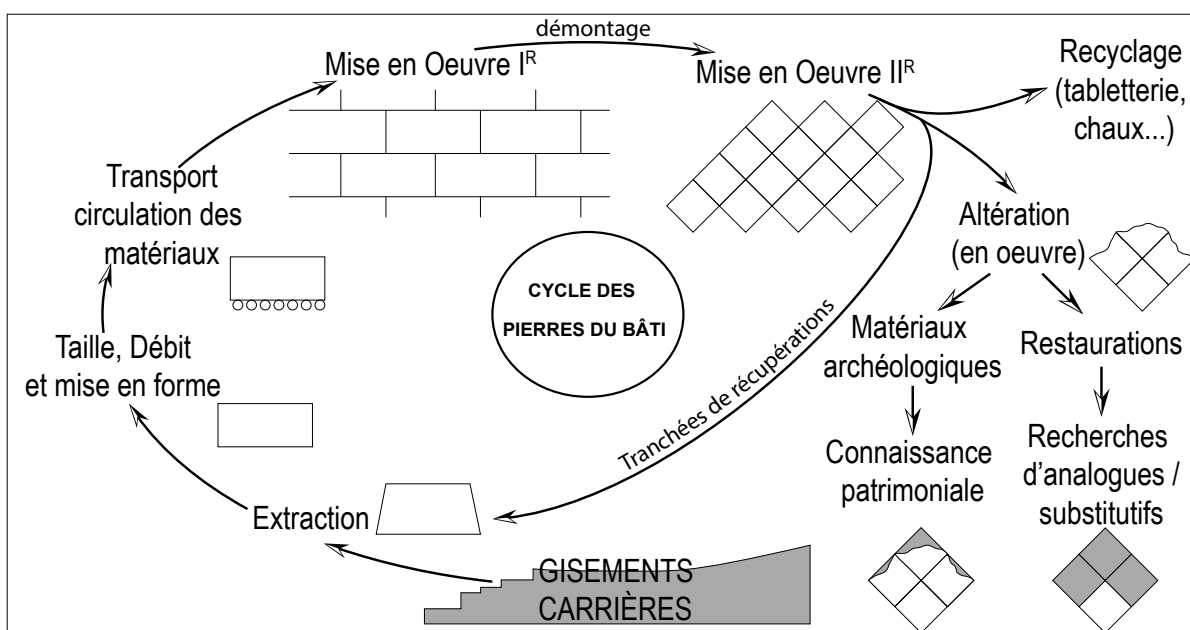 démontage
Mise en Oeuvre Iᴿ
Mise en Oeuvre IIᴿ
Recyclage
(tabletterie,
chaux...)
Transport
circulation des
matériaux
Altération
(en oeuvre)
CYCLE DES
PIERRES DU BÂTI
Taille, Débit
et mise en forme
Matériaux
archéologiques
Restaurations
Tranchées de récupérations
Connaissance
patrimoniale
Recherches
d'analogues /
substitutifs
Extraction
GISEMENTS
CARRIÈRES